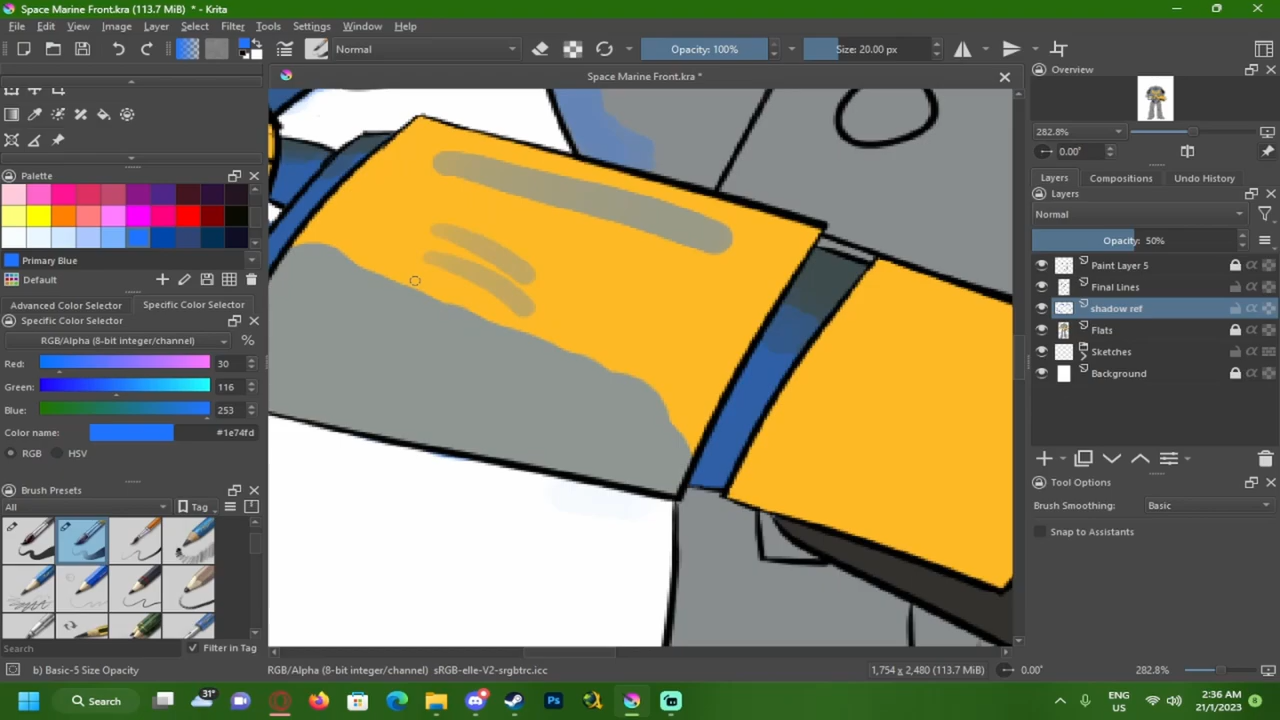 Space Marine Front.kra (113.7 MiB) * - Krita
File Edit View Image Layer Select Filter Tools Settings Window Help
Normal Opacity: 100% Size: 20.00 px
Space Marine Front.kra *
Overview
282.8%
0.00°
Palette
Layers Compositions Undo History
Layers
Normal
Opacity: 50%
Primary Blue
Default
Paint Layer 5
Final Lines
shadow ref
Flats
Sketches
Background
Advanced Color Selector Specific Color Selector
Specific Color Selector
RGB/Alpha (8-bit integer/channel) %
Red: 30
Green: 116
Blue: 253
Color name: #1e74fd
RGB HSV
Tool Options
Brush Smoothing: Basic
Snap to Assistants
Brush Presets
All Tag
Search Filter in Tag
b) Basic-5 Size Opacity RGB/Alpha (8-bit integer/channel) sRGB-elle-V2-srgbtrc.icc 1,754 x 2,480 (113.7 MiB) 0.00° 282.8%
Search 31° Ps ENG US 2:36 AM 21/1/2023 8